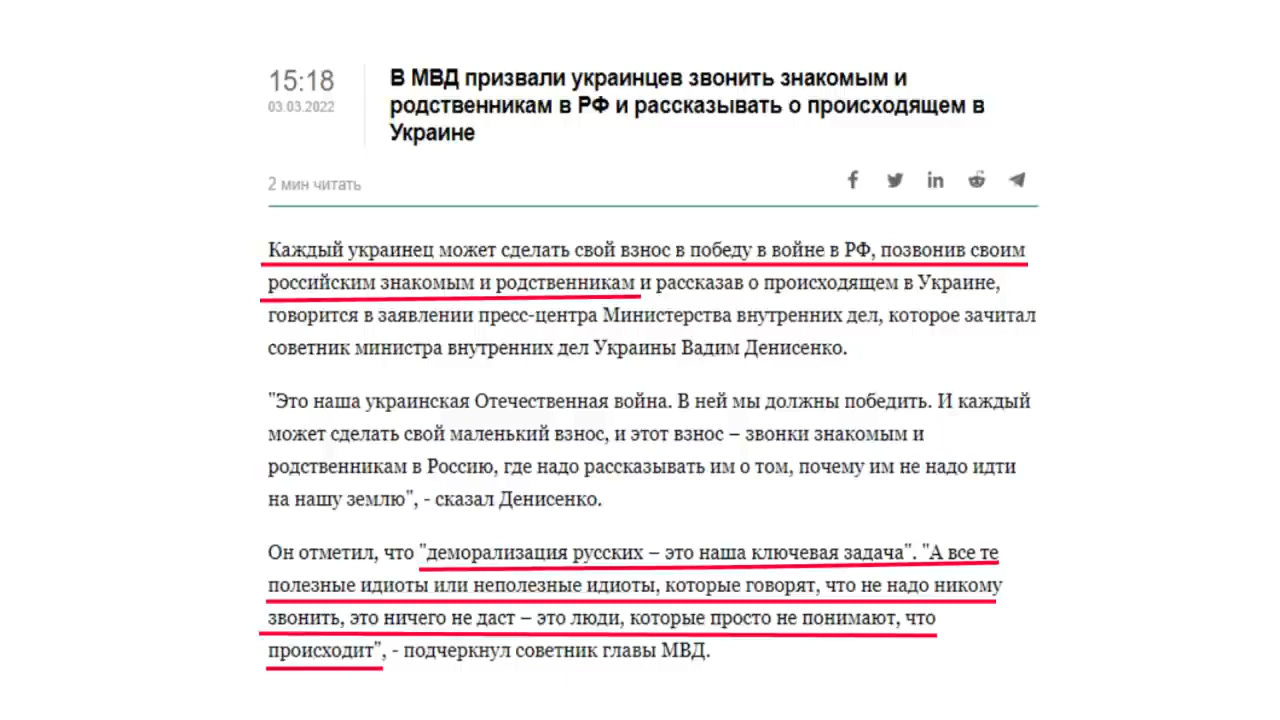 15:18
03.03.2022
В МВД призвали украинцев звонить знакомым и
родственникам в РФ и рассказывать о происходящем в
Украине
2 мин читать
Каждый украинец может сделать свой взнос в победу в войне в РФ, позвонив своим
российским знакомым и родственникам и рассказав о происходящем в Украине,
говорится в заявлении пресс-центра Министерства внутренних дел, которое зачитал
советник министра внутренних дел Украины Вадим Денисенко.
"Это наша украинская Отечественная война. В ней мы должны победить. И каждый
может сделать свой маленький взнос, и этот взнос – звонки знакомым и
родственникам в Россию, где надо рассказывать им о том, почему им не надо идти
на нашу землю", - сказал Денисенко.
Он отметил, что "деморализация русских – это наша ключевая задача". "А все те
полезные идиоты или неполезные идиоты, которые говорят, что не надо никому
звонить, это ничего не даст – это люди, которые просто не понимают, что
происходит", - подчеркнул советник главы МВД.